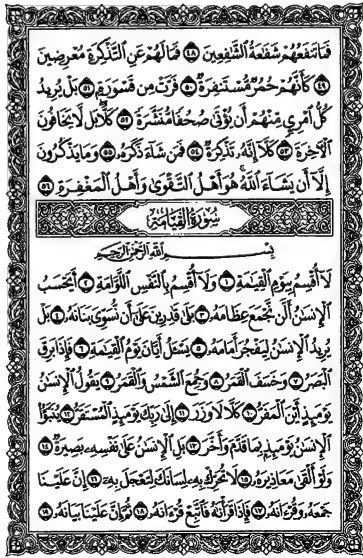 فَمَا تَنفَعُهُمْ شَفَٰعَةُ ٱلشَّٰفِعِينَ ٤٨ فَمَا لَهُمْ عَنِ ٱلتَّذْكِرَةِ مُعْرِضِينَ
٤٩ كَأَنَّهُمْ حُمُرٌ مُّسْتَنفِرَةٌ ٥٠ فَرَّتْ مِن قَسْوَرَةٍۭ ٥١ بَلْ يُرِيدُ
كُلُّ ٱمْرِئٍ مِّنْهُمْ أَن يُؤْتَىٰ صُحُفًا مُّنَشَّرَةً ٥٢ كَلَّا بَل لَّا يَخَافُونَ
ٱلْأَخِرَةَ ٥٣ كَلَّآ إِنَّهُۥ تَذْكِرَةٌ ٥٤ فَمَن شَآءَ ذَكَرَهُۥ ٥٥ وَمَا يَذْكُرُونَ
إِلَّآ أَن يَشَآءَ ٱللَّهُ هُوَ أَهْلُ ٱلتَّقْوَىٰ وَأَهْلُ ٱلْمَغْفِرَةِ ٥٦
سُورَةُ القِيَامَةِ
بِسْمِ ٱللَّهِ ٱلرَّحْمَٰنِ ٱلرَّحِيمِ
لَآ أُقْسِمُ بِيَوْمِ ٱلْقِيَٰمَةِ ١ وَلَآ أُقْسِمُ بِٱلنَّفْسِ ٱللَّوَّامَةِ ٢ أَيَحْسَبُ
ٱلْإِنسَٰنُ أَلَّن نَّجْمَعَ عِظَامَهُۥ ٣ بَلَىٰ قَٰدِرِينَ عَلَىٰٓ أَن نُّسَوِّىَ بَنَانَهُۥ ٤ بَلْ
يُرِيدُ ٱلْإِنسَٰنُ لِيَفْجُرَ أَمَامَهُۥ ٥ يَسْـَٔلُ أَيَّانَ يَوْمُ ٱلْقِيَٰمَةِ ٦ فَإِذَا بَرِقَ
ٱلْبَصَرُ ٧ وَخَسَفَ ٱلْقَمَرُ ٨ وَجُمِعَ ٱلشَّمْسُ وَٱلْقَمَرُ ٩ يَقُولُ ٱلْإِنسَٰنُ
يَوْمَئِذٍ أَيْنَ ٱلْمَفَرُّ ١٠ كَلَّا لَا وَزَرَ ١١ إِلَىٰ رَبِّكَ يَوْمَئِذٍ ٱلْمُسْتَقَرُّ ١٢ يُنَبَّؤُا۟
ٱلْإِنسَٰنُ يَوْمَئِذٍۭ بِمَا قَدَّمَ وَأَخَّرَ ١٣ بَلِ ٱلْإِنسَٰنُ عَلَىٰ نَفْسِهِۦ بَصِيرَةٌ ١٤
وَلَوْ أَلْقَىٰ مَعَاذِيرَهُۥ ١٥ لَا تُحَرِّكْ بِهِۦ لِسَانَكَ لِتَعْجَلَ بِهِۦٓ ١٦ إِنَّ عَلَيْنَا
جَمْعَهُۥ وَقُرْءَانَهُۥ ١٧ فَإِذَا قَرَأْنَٰهُ فَٱتَّبِعْ قُرْءَانَهُۥ ١٨ ثُمَّ إِنَّ عَلَيْنَا بَيَانَهُۥ ١٩